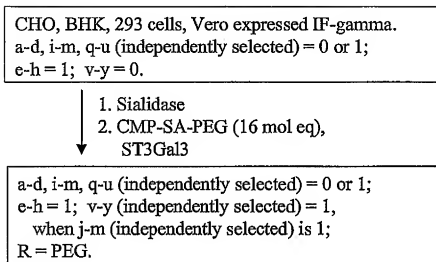 CHO, BHK, 293 cells, Vero expressed IF-gamma.
a-d, i-m, q-u (independently selected) = 0 or 1;
e-h = 1; v-y = 0.
1. Sialidase
2. CMP-SA-PEG (16 mol eq),
ST3Gal3
a-d, i-m, q-u (independently selected) = 0 or 1;
e-h = 1; v-y (independently selected) = 1,
when j-m (independently selected) is 1;
R = PEG.